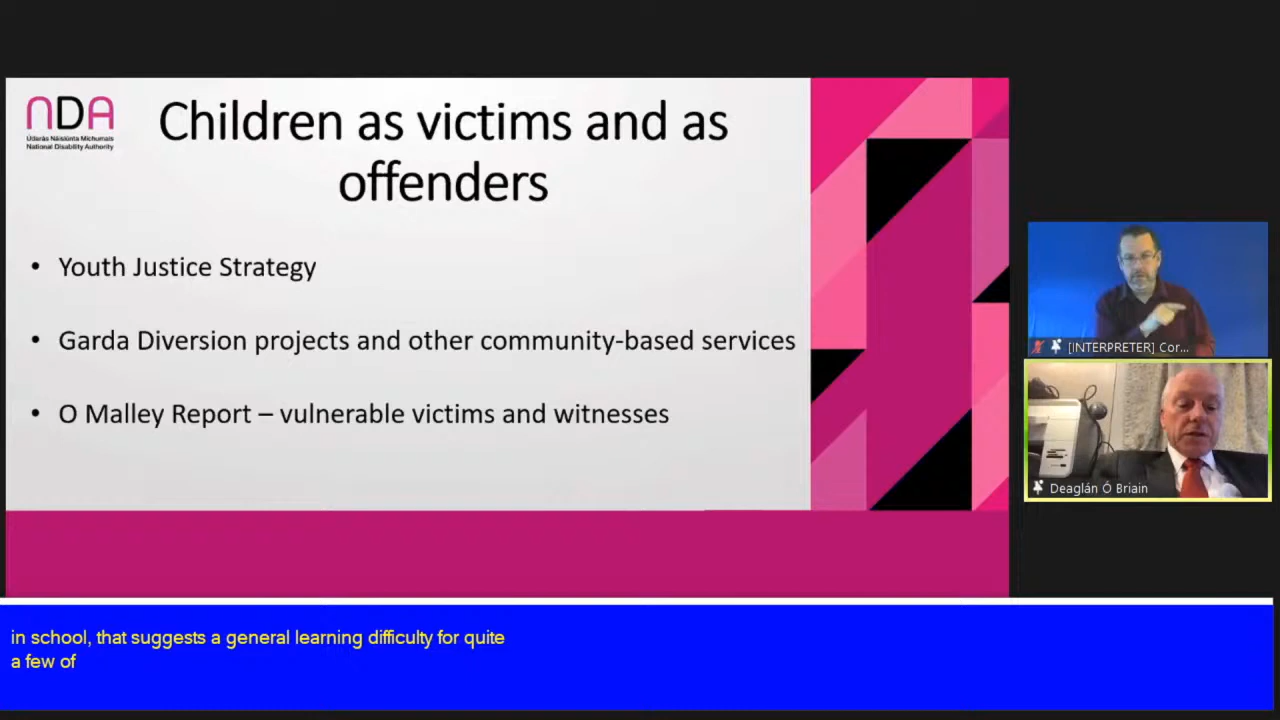 NDA
Údarás Náisiúnta Míchumais
National Disability Authority
Children as victims and as
offenders
• Youth Justice Strategy
• Garda Diversion projects and other community-based services
• O Malley Report – vulnerable victims and witnesses
[INTERPRETER] Cor...
Deaglán Ó Briain
in school, that suggests a general learning difficulty for quite
a few of